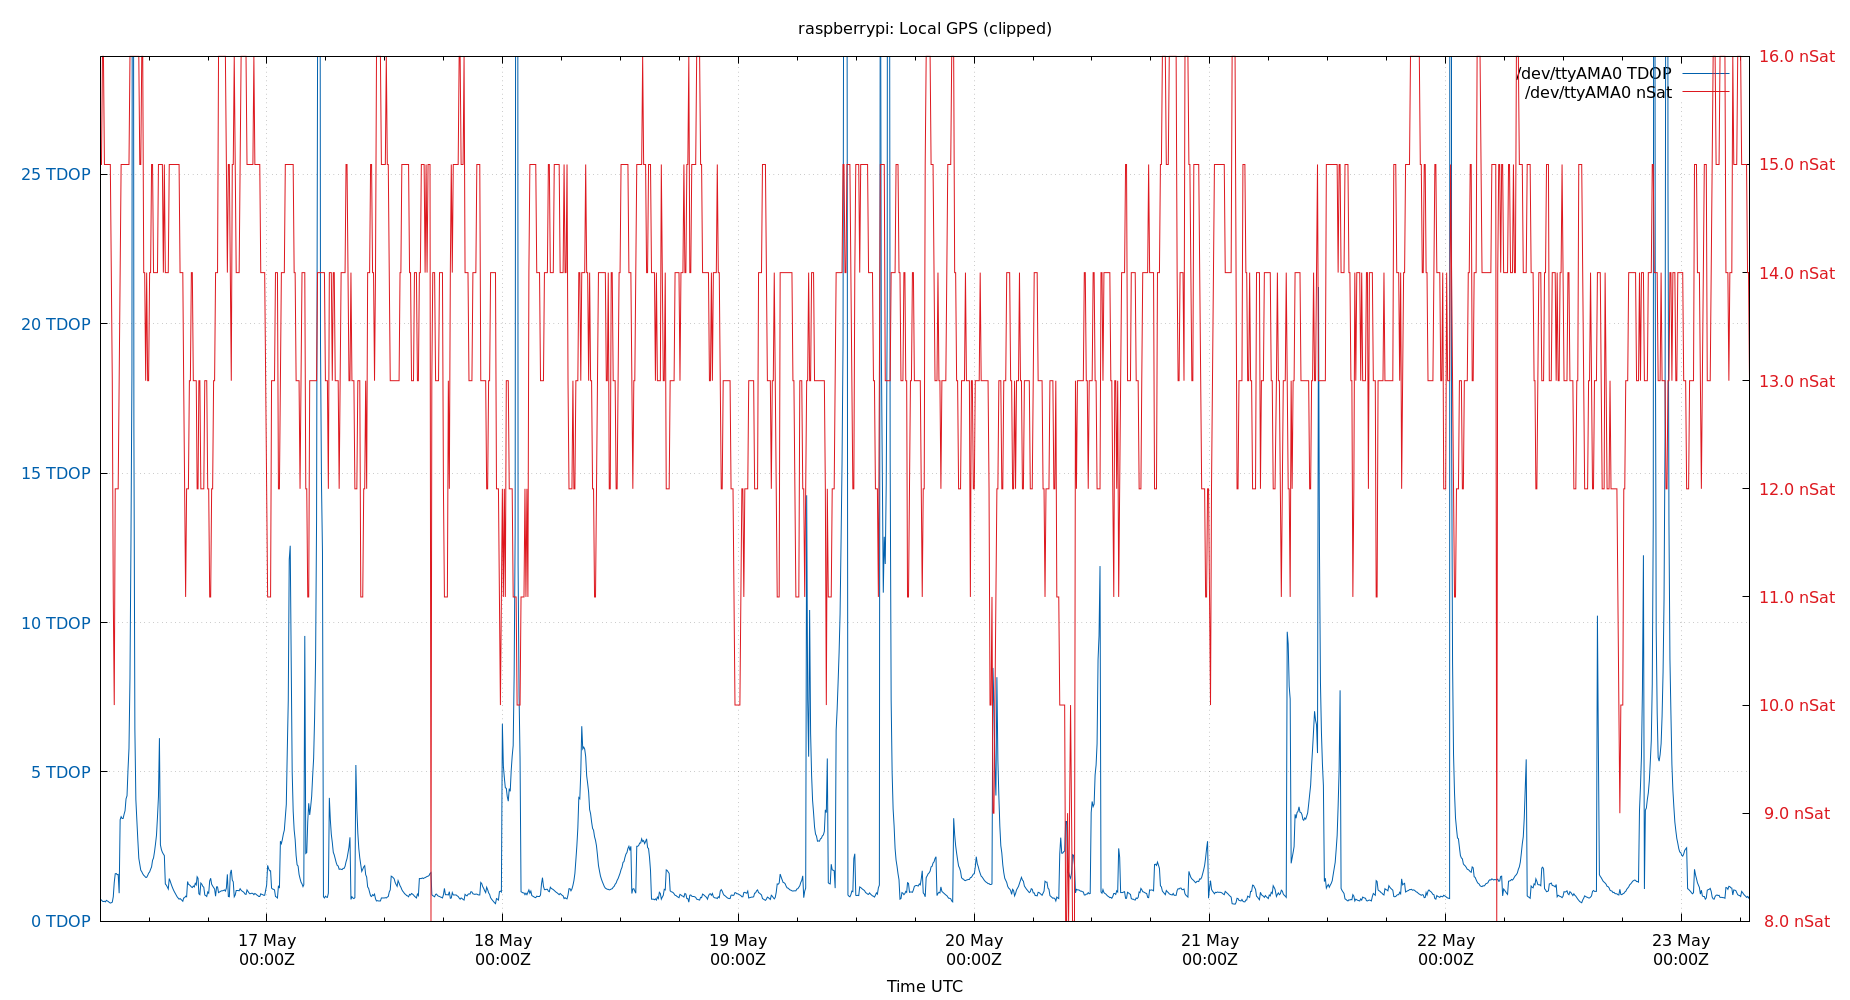 raspberrypi: Local GPS (clipped)
/dev/ttyAMA0 TDOP
/dev/ttyAMA0 nSat
25 TDOP
20 TDOP
15 TDOP
10 TDOP
5 TDOP
0 TDOP
16.0 nSat
15.0 nSat
14.0 nSat
13.0 nSat
12.0 nSat
11.0 nSat
10.0 nSat
9.0 nSat
8.0 nSat
17 May
00:00Z
18 May
00:00Z
19 May
00:00Z
20 May
00:00Z
21 May
00:00Z
22 May
00:00Z
23 May
00:00Z
Time UTC